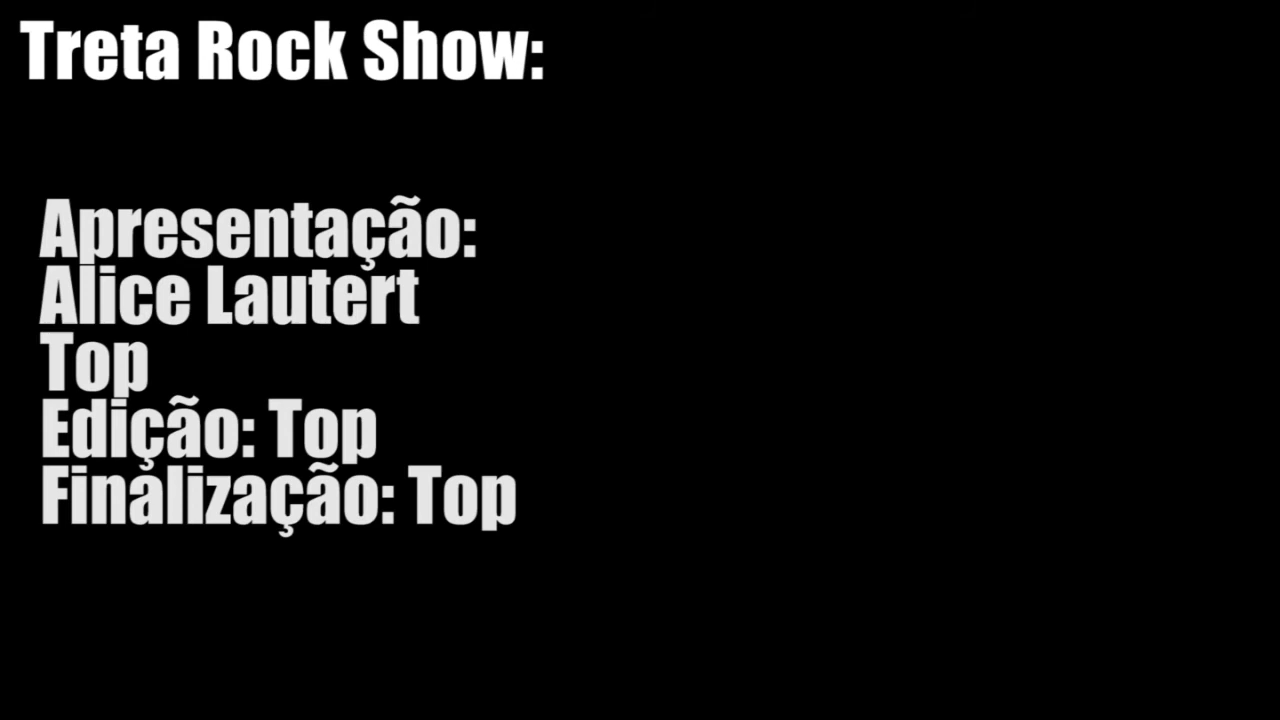 Treta Rock Show:
Apresentação:
Alice Lautert
Top
Edição: Top
Finalização: Top